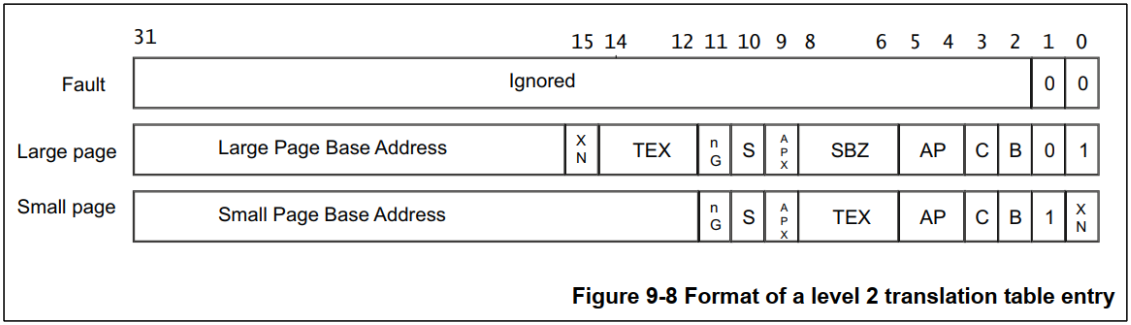 31 15 14 12 11 10 9 8 6 5 4 3 2 1 0
Fault Ignored 0 0
Large page Large Page Base Address XN TEX nG S APX SBZ AP C B 0 1
Small page Small Page Base Address nG S APX TEX AP C B 1 XN
Figure 9-8 Format of a level 2 translation table entry